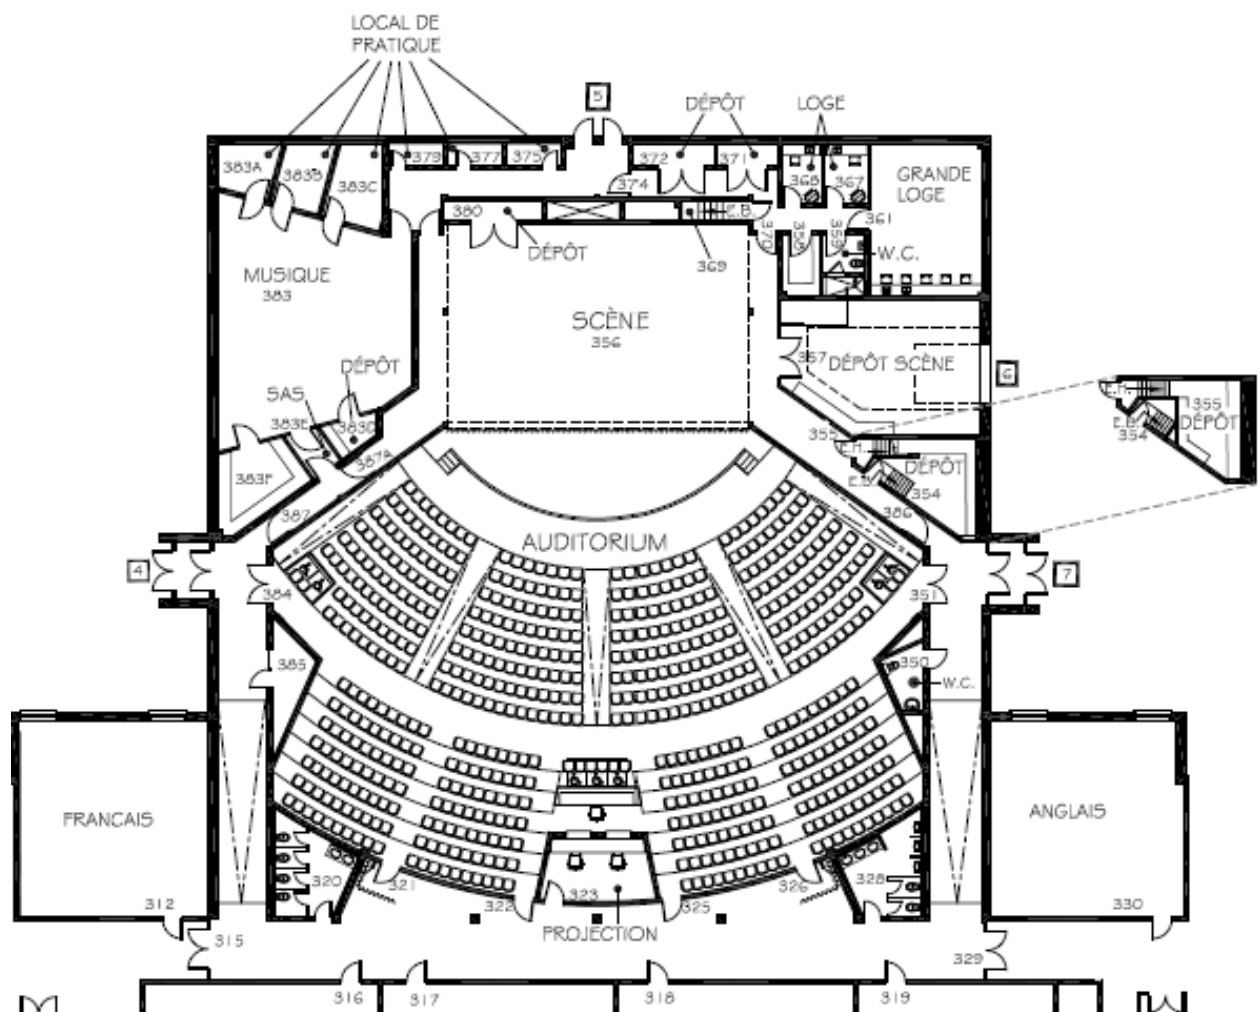 LOCAL DE
PRATIQUE
5
DÉPÔT
LOGE
383A
383B
383C
379
377
375
372
371
374
368
367
GRANDE
LOGE
361
380
E.B.
370
358
359
W.C.
DÉPÔT
369
MUSIQUE
383
SCÈNE
356
357
DÉPÔT SCÈNE
6
DÉPÔT
SAS
383E
383D
387A
383F
387
355
E.H.
E.B.
DÉPÔT
354
386
E.H.
355
E.B.
354
DÉPÔT
AUDITORIUM
4
7
384
351
385
350
W.C.
FRANCAIS
ANGLAIS
312
320
321
322
323
325
326
328
330
315
PROJECTION
329
316
317
318
319